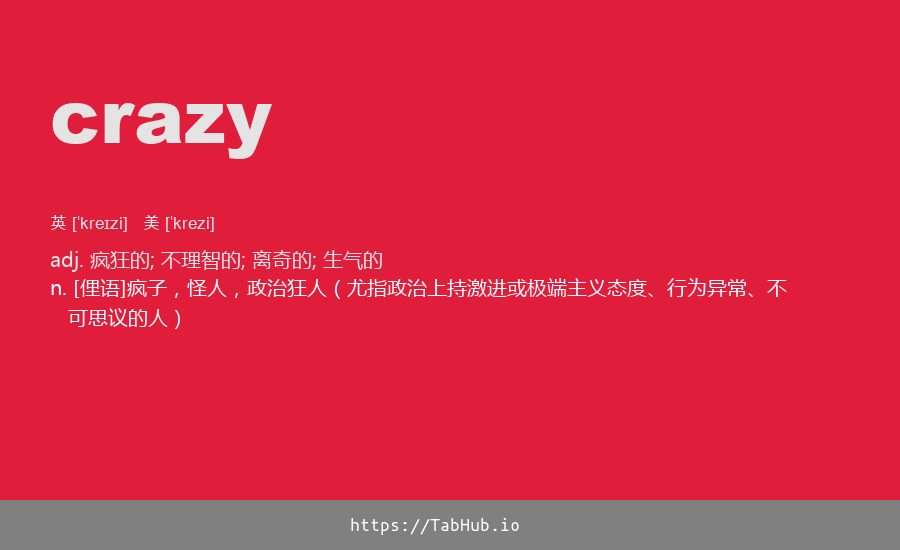 crazy
英 [ˈkreɪzi] 美 [ˈkrezi]
adj. 疯狂的; 不理智的; 离奇的; 生气的
n. [俚语]疯子，怪人，政治狂人（尤指政治上持激进或极端主义态度、行为异常、不
可思议的人）
https://TabHub.io